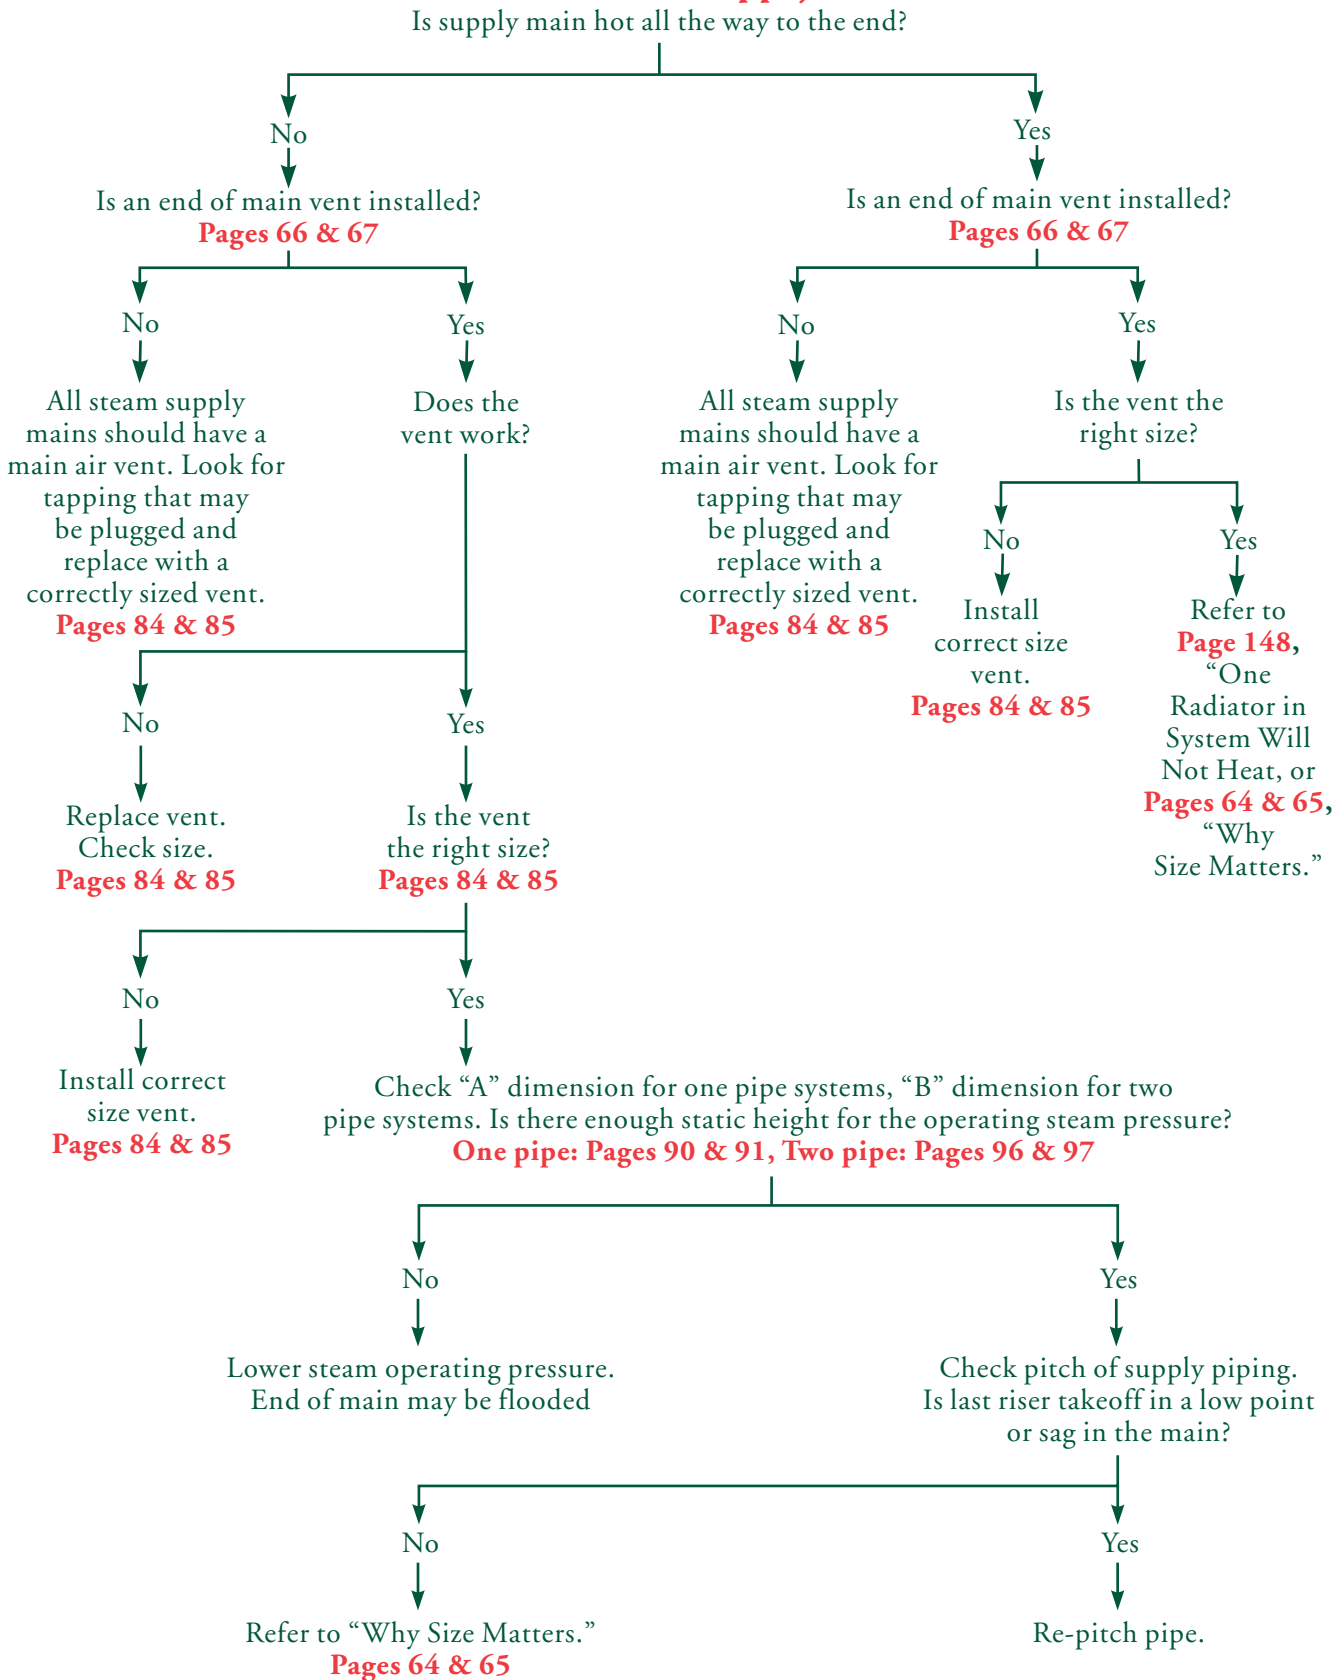 Is supply main hot all the way to the end?
No
Yes
Is an end of main vent installed?
Pages 66 & 67
Is an end of main vent installed?
Pages 66 & 67
No
Yes
No
Yes
All steam supply
mains should have a
main air vent. Look for
tapping that may
be plugged and
replace with a
correctly sized vent.
Pages 84 & 85
Does the
vent work?
All steam supply
mains should have a
main air vent. Look for
tapping that may
be plugged and
replace with a
correctly sized vent.
Pages 84 & 85
Is the vent the
right size?
No
Yes
Install
correct size
vent.
Pages 84 & 85
Refer to
Page 148,
“One
Radiator in
System Will
Not Heat, or
Pages 64 & 65,
“Why
Size Matters.”
No
Yes
Replace vent.
Check size.
Pages 84 & 85
Is the vent
the right size?
Pages 84 & 85
No
Yes
Install correct
size vent.
Pages 84 & 85
Check “A” dimension for one pipe systems, “B” dimension for two
pipe systems. Is there enough static height for the operating steam pressure?
One pipe: Pages 90 & 91, Two pipe: Pages 96 & 97
No
Yes
Lower steam operating pressure.
End of main may be flooded
Check pitch of supply piping.
Is last riser takeoff in a low point
or sag in the main?
No
Yes
Refer to “Why Size Matters.”
Pages 64 & 65
Re-pitch pipe.